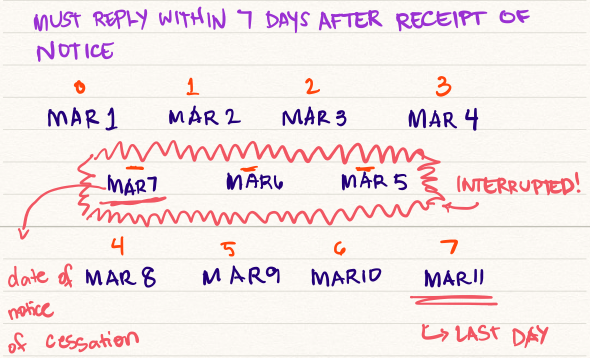 MUST REPLY WITHIN 7 DAYS AFTER RECEIPT OF
NOTICE
0 1 2 3
MAR 1 MAR 2 MAR 3 MAR 4
MAR 7 MAR 6 MAR 5 INTERRUPTED!
4 5 6 7
MAR 8 MAR 9 MAR 10 MAR 11
date of
notice
of cessation
LAST DAY